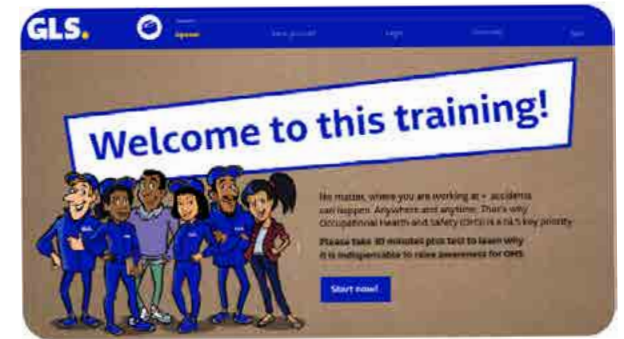 GLS.
Welcome to this training!
No matter, where you are working at - accidents
can happen. Anywhere and anytime. That's why
Occupational Health and Safety (OHS) is a GLS key priority.
Please take 30 minutes plus test to learn why
it is indispensable to raise awareness for OHS.
Start now!